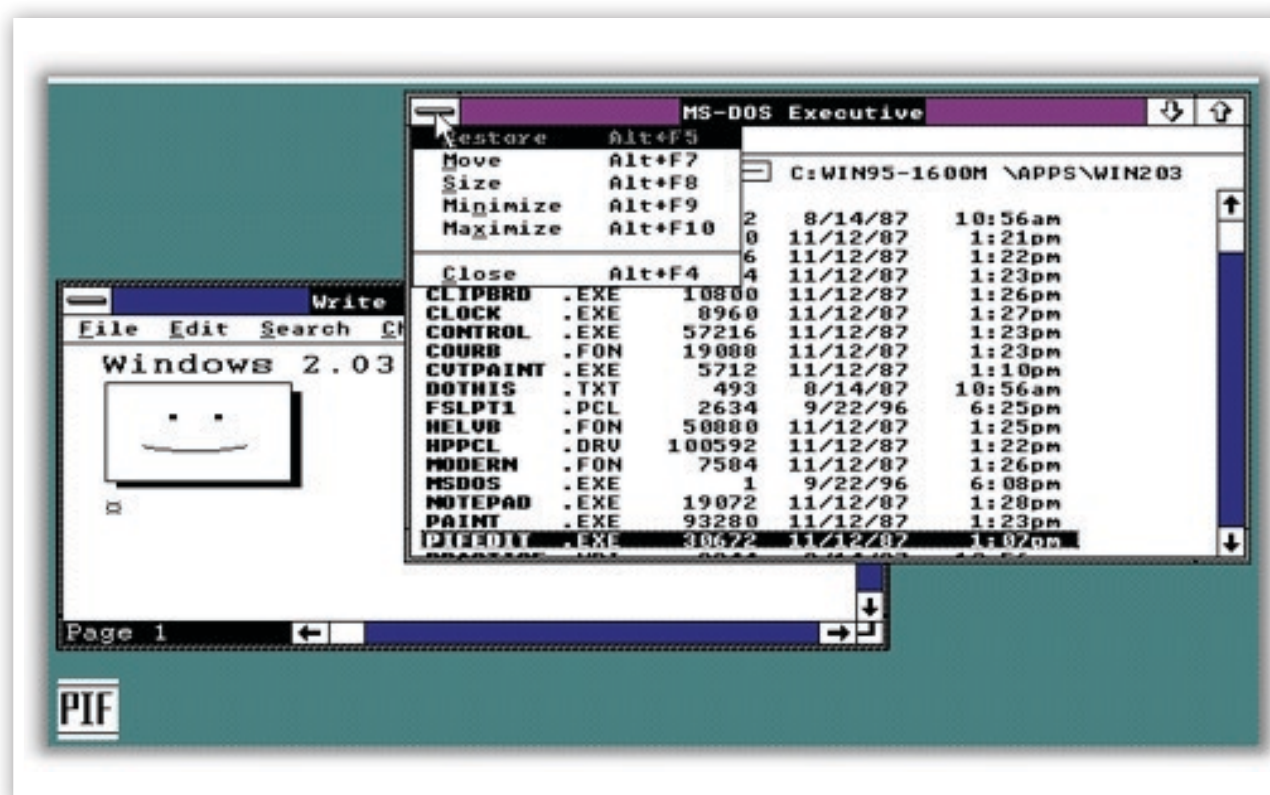 MS-DOS Executive
Restore Alt+F5
Move Alt+F7
Size Alt+F8
Minimize Alt+F9
Maximize Alt+F10
Close Alt+F4
C:WIN95-1600M \APPS\WIN203
2 8/14/87 10:56am
0 11/12/87 1:21pm
6 11/12/87 1:22pm
4 11/12/87 1:23pm
CLIPBRD .EXE 10800 11/12/87 1:26pm
CLOCK .EXE 8960 11/12/87 1:27pm
CONTROL .EXE 57216 11/12/87 1:23pm
COURB .FON 19088 11/12/87 1:23pm
CVTPAINT .EXE 5712 11/12/87 1:10pm
DOTHIS .TXT 493 8/14/87 10:56am
FSLPT1 .PCL 2634 9/22/96 6:25pm
HELVB .FON 50880 11/12/87 1:25pm
HPPCL .DRV 100592 11/12/87 1:22pm
MODERN .FON 7584 11/12/87 1:26pm
MSDOS .EXE 1 9/22/96 6:08pm
NOTEPAD .EXE 19072 11/12/87 1:28pm
PAINT .EXE 93280 11/12/87 1:23pm
PIFEDIT .EXE 30672 11/12/87 1:07pm
Write
File Edit Search Ch
Windows 2.03
Page 1
PIF